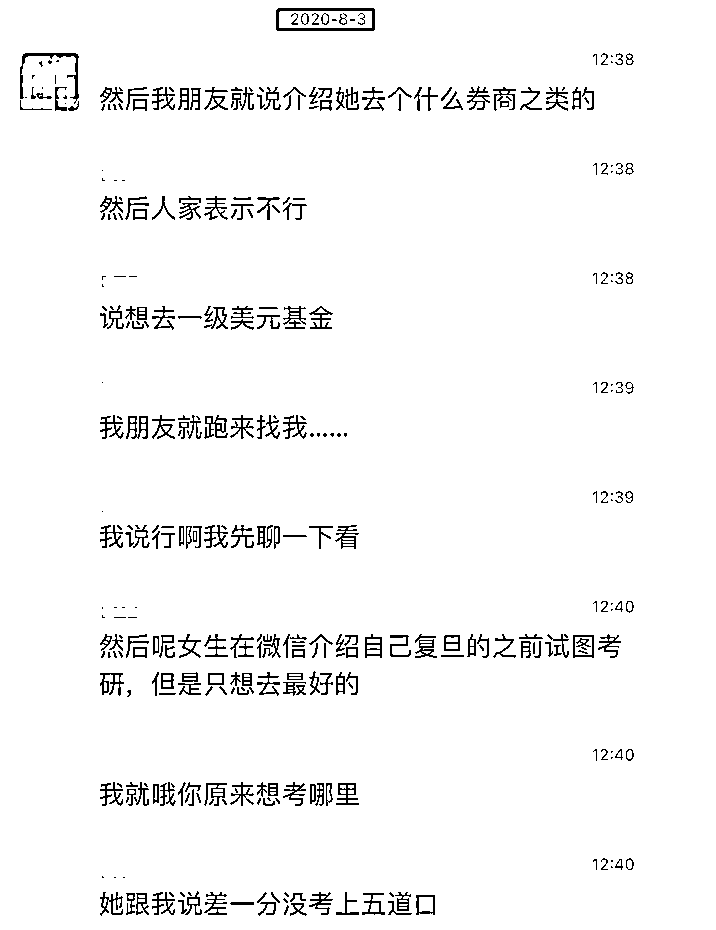 2020-8-3
12:38
然后我朋友就说介绍她去个什么券商之类的
12:38
然后人家表示不行
12:38
说想去一级美元基金
12:39
我朋友就跑来找我......
12:39
我说行啊我先聊一下看
12:40
然后呢女生在微信介绍自己复旦的之前试图考
研，但是只想去最好的
12:40
我就哦你原来想考哪里
12:40
她跟我说差一分没考上五道口